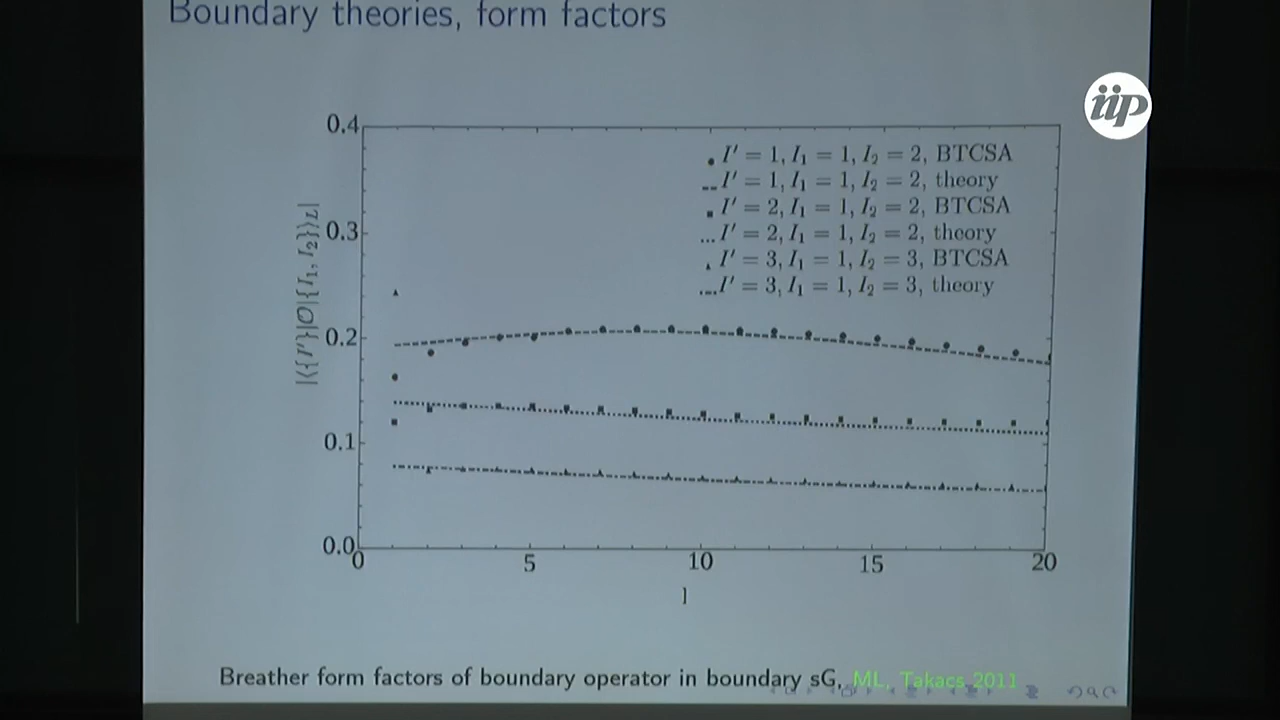 Boundary theories, form factors
iip
0.4
0.3
0.2
0.1
0.0
|⟨{I′}|O|{I₁, I₂}⟩_L|
I′ = 1, I₁ = 1, I₂ = 2, BTCSA
I′ = 1, I₁ = 1, I₂ = 2, theory
I′ = 2, I₁ = 1, I₂ = 2, BTCSA
I′ = 2, I₁ = 1, I₂ = 2, theory
I′ = 3, I₁ = 1, I₂ = 3, BTCSA
I′ = 3, I₁ = 1, I₂ = 3, theory
0 5 10 15 20
l
Breather form factors of boundary operator in boundary sG, ML, Takacs 2011